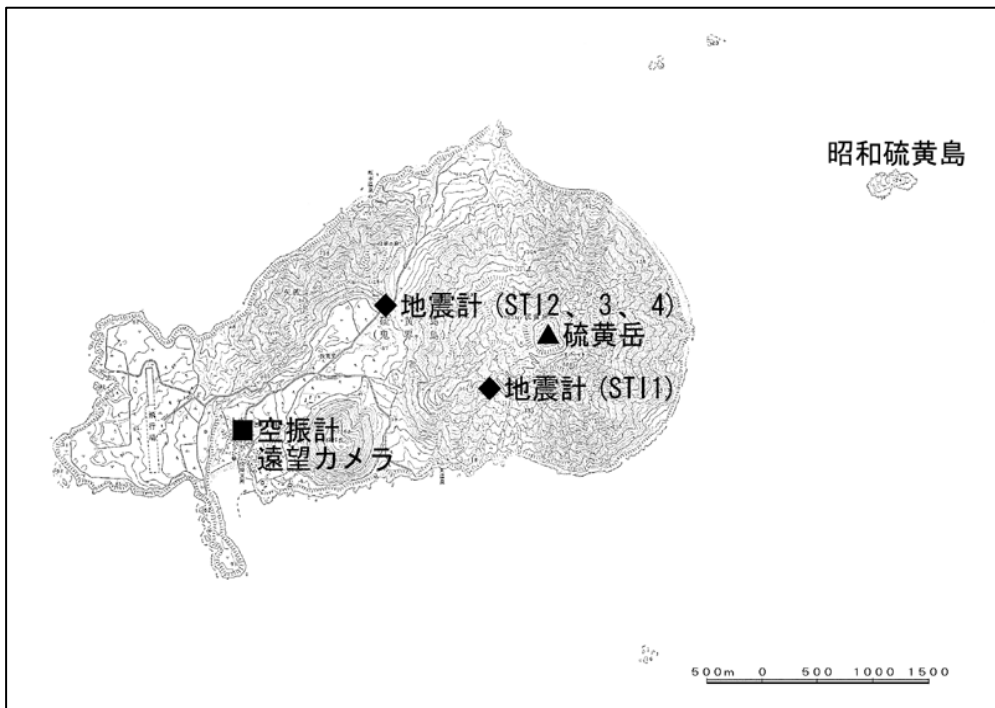 昭和硫黄島
地震計(STI2、3、4)
硫黄岳
地震計(STI1)
空振計
遠望カメラ
500m 0 500 1000 1500